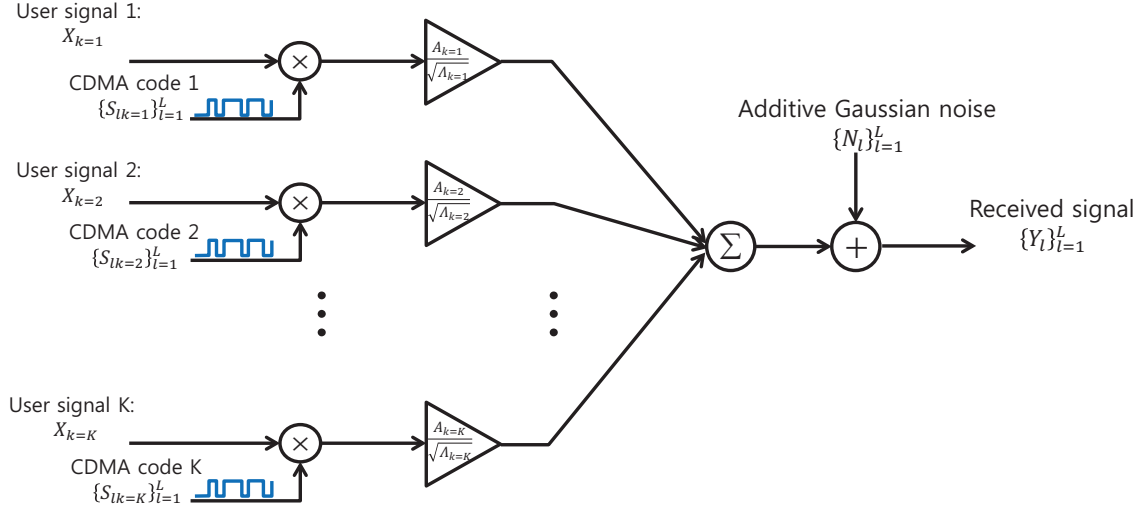 User signal 1:
X_{k=1}
×
A_{k=1}
√Λ_{k=1}
CDMA code 1
{S_{lk=1}}_{l=1}^{L}
Additive Gaussian noise
{N_l}_{l=1}^{L}
User signal 2:
X_{k=2}
×
A_{k=2}
√Λ_{k=2}
CDMA code 2
{S_{lk=2}}_{l=1}^{L}
Σ
+
Received signal
{Y_l}_{l=1}^{L}
User signal K:
X_{k=K}
×
A_{k=K}
√Λ_{k=K}
CDMA code K
{S_{lk=K}}_{l=1}^{L}